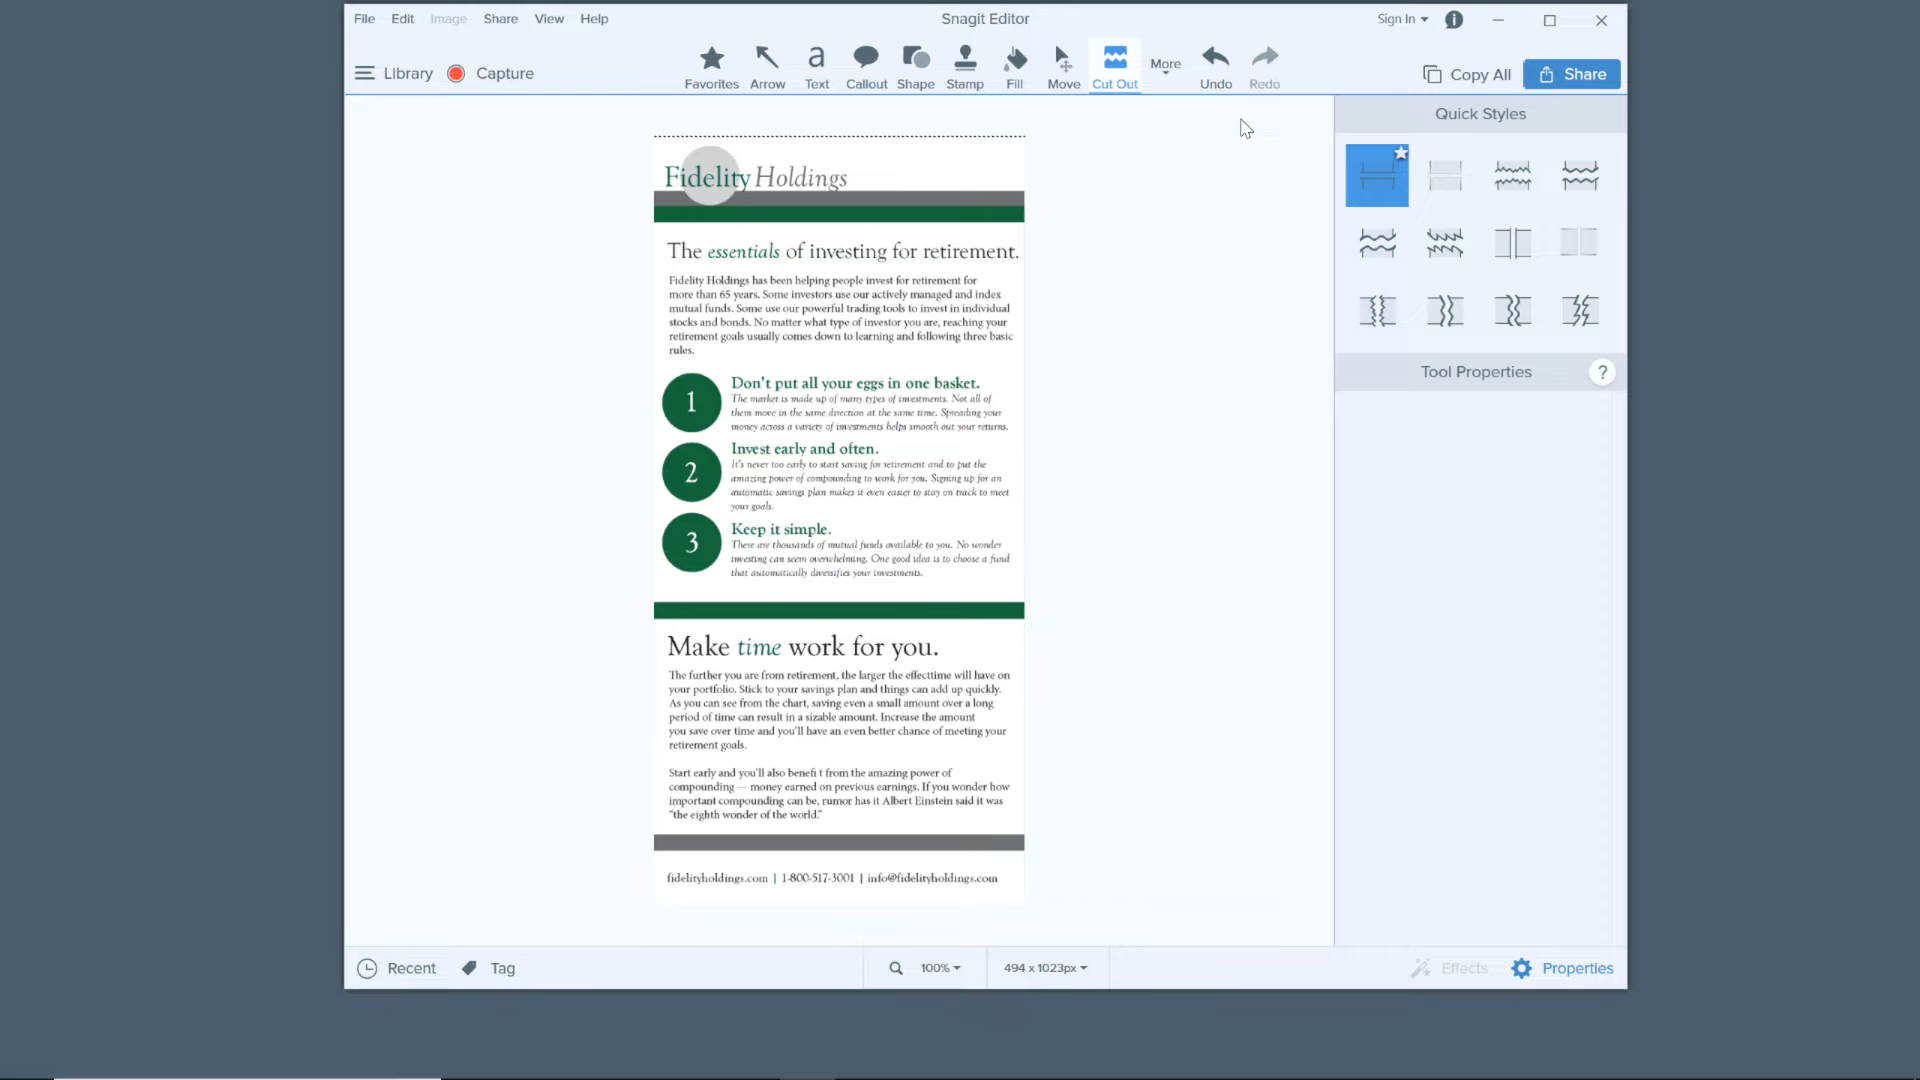 File Edit Image Share View Help
Snagit Editor
Sign In
Library Capture
Favorites Arrow Text Callout Shape Stamp Fill Move Cut Out More Undo Redo
Copy All Share
Quick Styles
Tool Properties ?
Fidelity Holdings
The essentials of investing for retirement.
Fidelity Holdings has been helping people invest for retirement for
more than 65 years. Some investors use our actively managed and index
mutual funds. Some use our powerful trading tools to invest in individual
stocks and bonds. No matter what type of investor you are, reaching your
retirement goals usually comes down to learning and following three basic
rules.
1
Don't put all your eggs in one basket.
The market is made up of many types of investments. Not all of
them move in the same direction at the same time. Spreading your
money across a variety of investments helps smooth out your returns.
2
Invest early and often.
It's never too early to start saving for retirement and to put the
amazing power of compounding to work for you. Signing up for an
automatic savings plan makes it even easier to stay on track to meet
your goals.
3
Keep it simple.
There are thousands of mutual funds available to you. No wonder
investing can seem overwhelming. One good idea is to choose a fund
that automatically diversifies your investments.
Make time work for you.
The further you are from retirement, the larger the effecttime will have on
your portfolio. Stick to your savings plan and things can add up quickly.
As you can see from the chart, saving even a small amount over a long
period of time can result in a sizable amount. Increase the amount
you save over time and you'll have an even better chance of meeting your
retirement goals.
Start early and you'll also benefi t from the amazing power of
compounding — money earned on previous earnings. If you wonder how
important compounding can be, rumor has it Albert Einstein said it was
"the eighth wonder of the world."
fidelityholdings.com | 1-800-517-3001 | info@fidelityholdings.com
Recent Tag
100% 494 x 1023px
Effects Properties